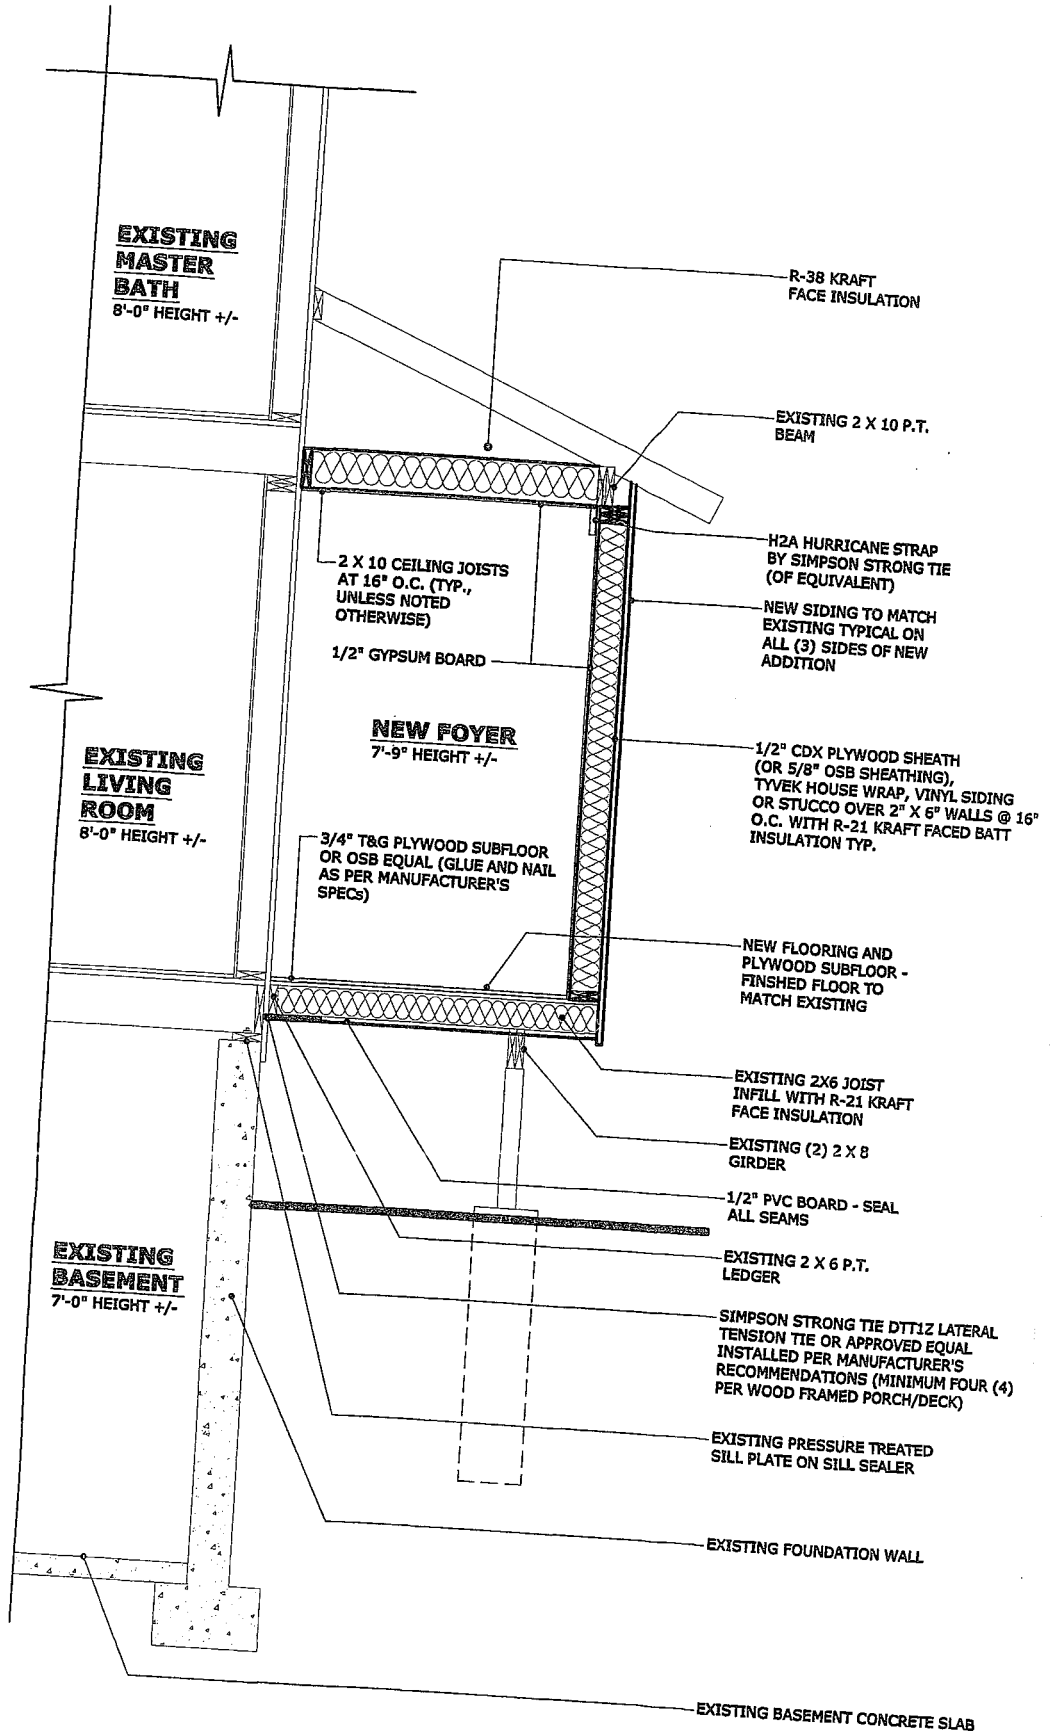 EXISTING
MASTER
BATH
8'-0" HEIGHT +/-
R-38 KRAFT
FACE INSULATION
EXISTING 2 X 10 P.T.
BEAM
H2A HURRICANE STRAP
BY SIMPSON STRONG TIE
(OF EQUIVALENT)
2 X 10 CEILING JOISTS
AT 16" O.C. (TYP.,
UNLESS NOTED
OTHERWISE)
NEW SIDING TO MATCH
EXISTING TYPICAL ON
ALL (3) SIDES OF NEW
ADDITION
1/2" GYPSUM BOARD
NEW FOYER
7'-9" HEIGHT +/-
EXISTING
LIVING
ROOM
8'-0" HEIGHT +/-
1/2" CDX PLYWOOD SHEATH
(OR 5/8" OSB SHEATHING),
TYVEK HOUSE WRAP, VINYL SIDING
OR STUCCO OVER 2" X 6" WALLS @ 16"
O.C. WITH R-21 KRAFT FACED BATT
INSULATION TYP.
3/4" T&G PLYWOOD SUBFLOOR
OR OSB EQUAL (GLUE AND NAIL
AS PER MANUFACTURER'S
SPECs)
NEW FLOORING AND
PLYWOOD SUBFLOOR -
FINSHED FLOOR TO
MATCH EXISTING
EXISTING 2X6 JOIST
INFILL WITH R-21 KRAFT
FACE INSULATION
EXISTING (2) 2 X 8
GIRDER
1/2" PVC BOARD - SEAL
ALL SEAMS
EXISTING
BASEMENT
7'-0" HEIGHT +/-
EXISTING 2 X 6 P.T.
LEDGER
SIMPSON STRONG TIE DTT1Z LATERAL
TENSION TIE OR APPROVED EQUAL
INSTALLED PER MANUFACTURER'S
RECOMMENDATIONS (MINIMUM FOUR (4)
PER WOOD FRAMED PORCH/DECK)
EXISTING PRESSURE TREATED
SILL PLATE ON SILL SEALER
EXISTING FOUNDATION WALL
EXISTING BASEMENT CONCRETE SLAB